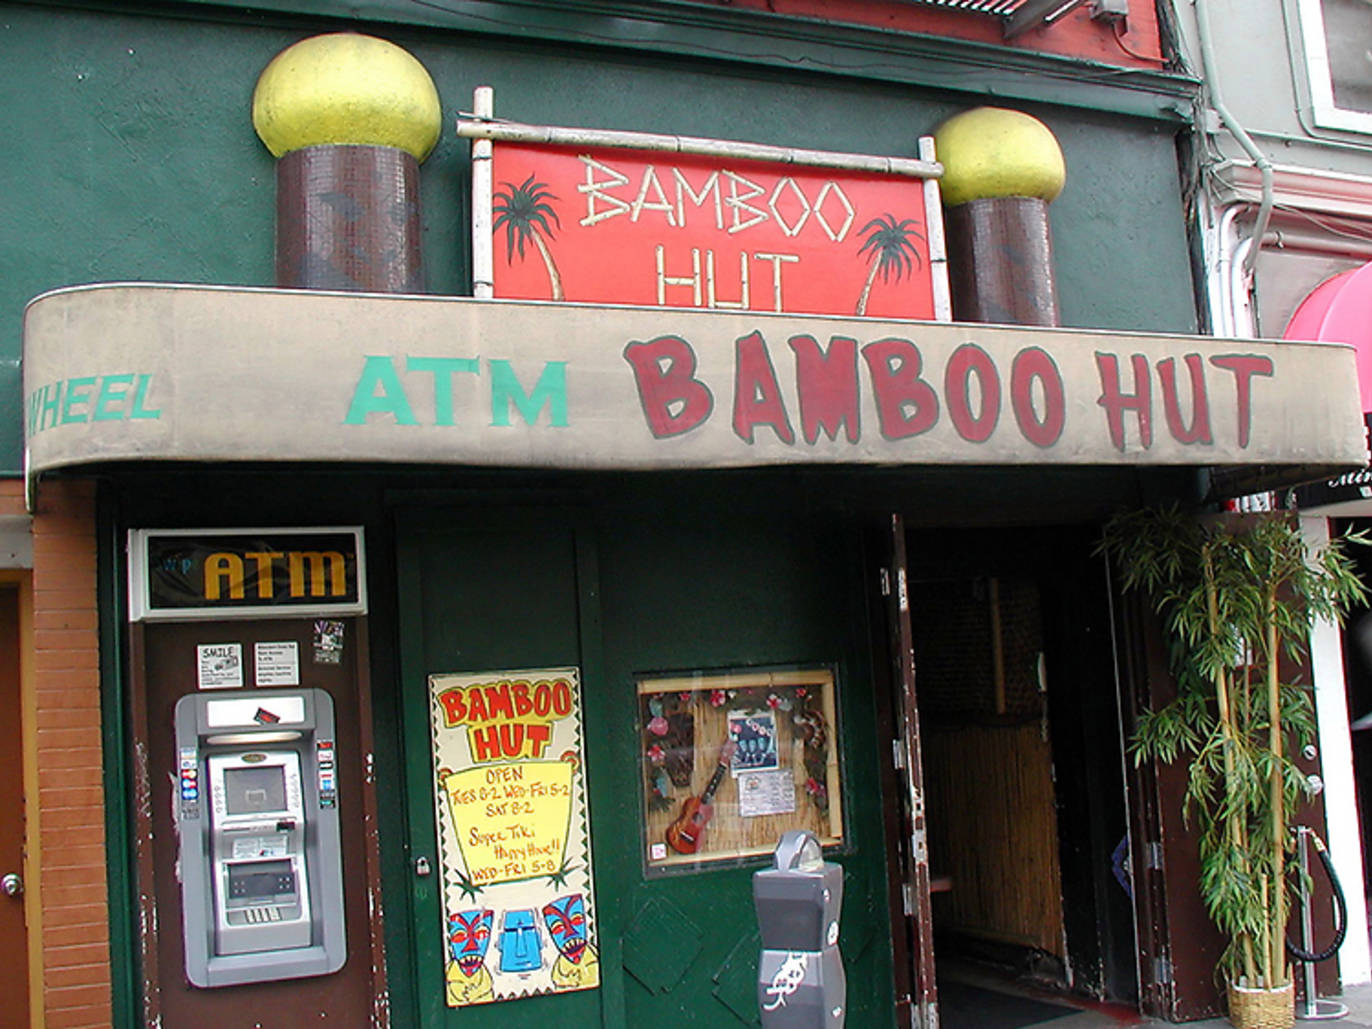 BAMBOO
HUT
WHEEL ATM BAMBOO HUT
WP ATM
SMILE
BAMBOO
HUT
OPEN
TUES 8-2 WED-FRI 5-2
SAT 8-2
Super Tiki
Happy Hour!!
WED-FRI 5-8